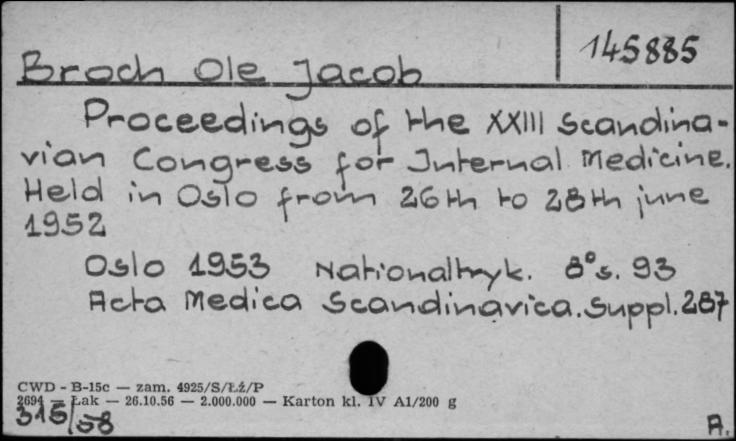 145885
Broch Ole Jacob
Proceedings of the XXIII Scandina-
vian Congress for Internal Medicine.
Held in Oslo from 26th to 28th june
1952
Oslo 1953 Nationaltryk. 8° s. 93
Acta Medica Scandinavica. Suppl. 287
CWD - B-15c — zam. 4925/S/Łź/P
2694 — Łak — 26.10.56 — 2.000.000 — Karton kl. IV A1/200 g
315/58
A.